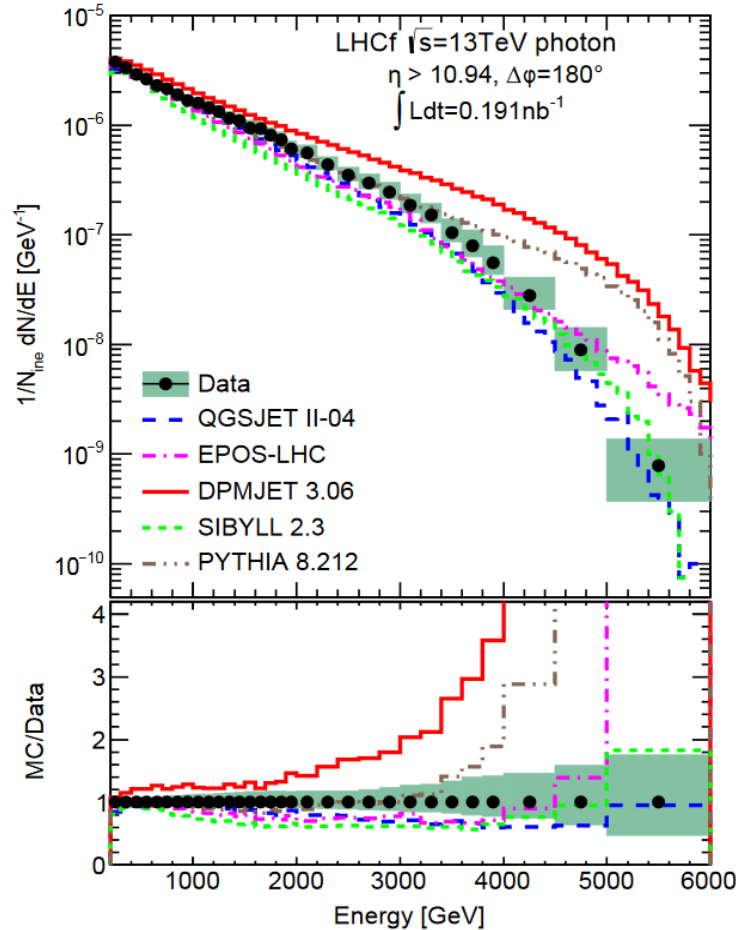 LHCf √s=13TeV photon
η > 10.94, Δφ=180°
∫ Ldt=0.191nb⁻¹
10⁻⁵
10⁻⁶
10⁻⁷
10⁻⁸
10⁻⁹
10⁻¹⁰
1/N_ine dN/dE [GeV⁻¹]
Data
QGSJET II-04
EPOS-LHC
DPMJET 3.06
SIBYLL 2.3
PYTHIA 8.212
MC/Data
4
3
2
1
0
1000 2000 3000 4000 5000 6000
Energy [GeV]